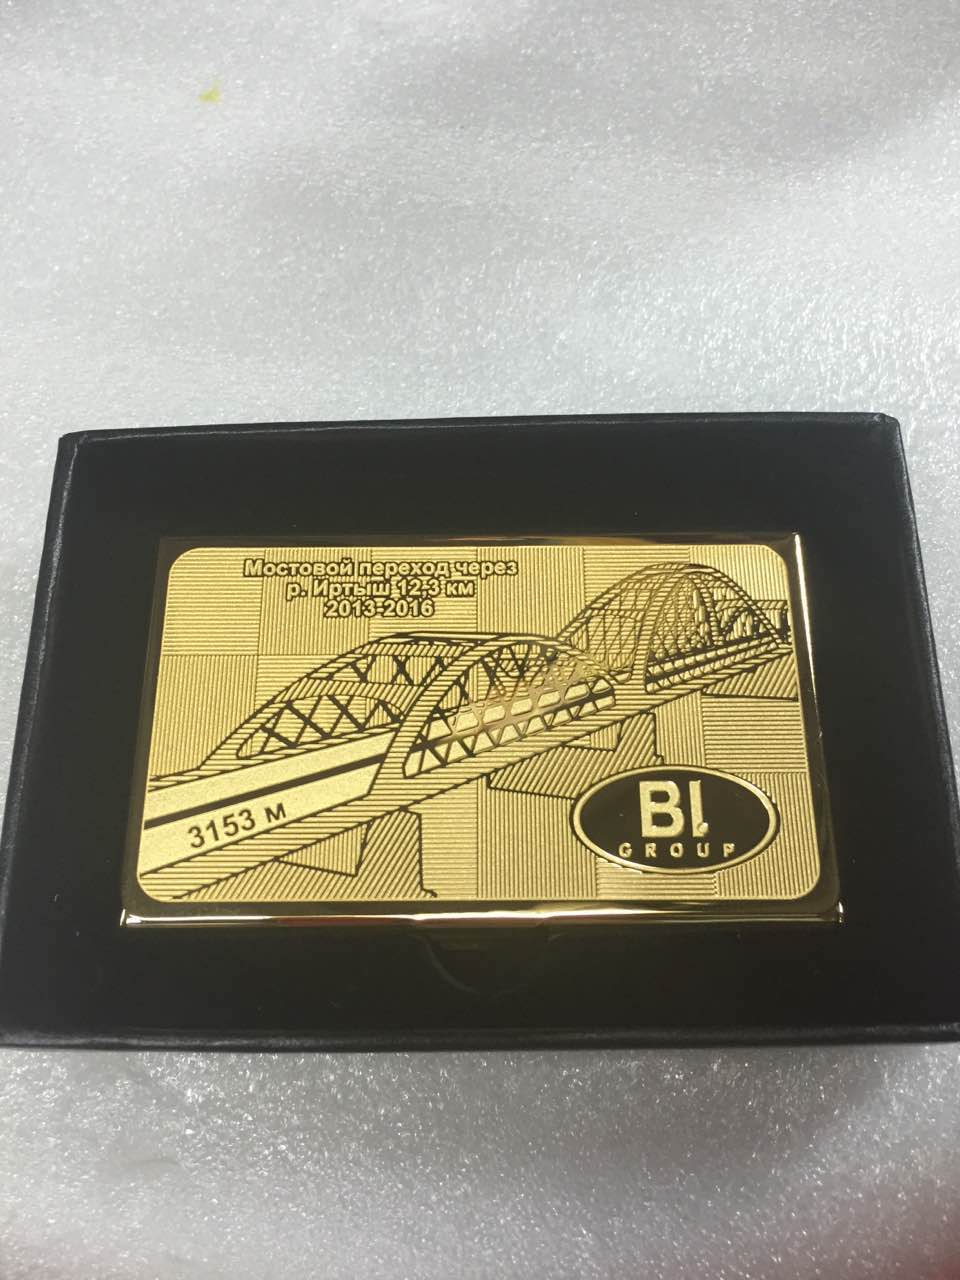 Мостовой переход через
р. Иртыш 12,3 км
2013-2016
3153 м
BI.
GROUP